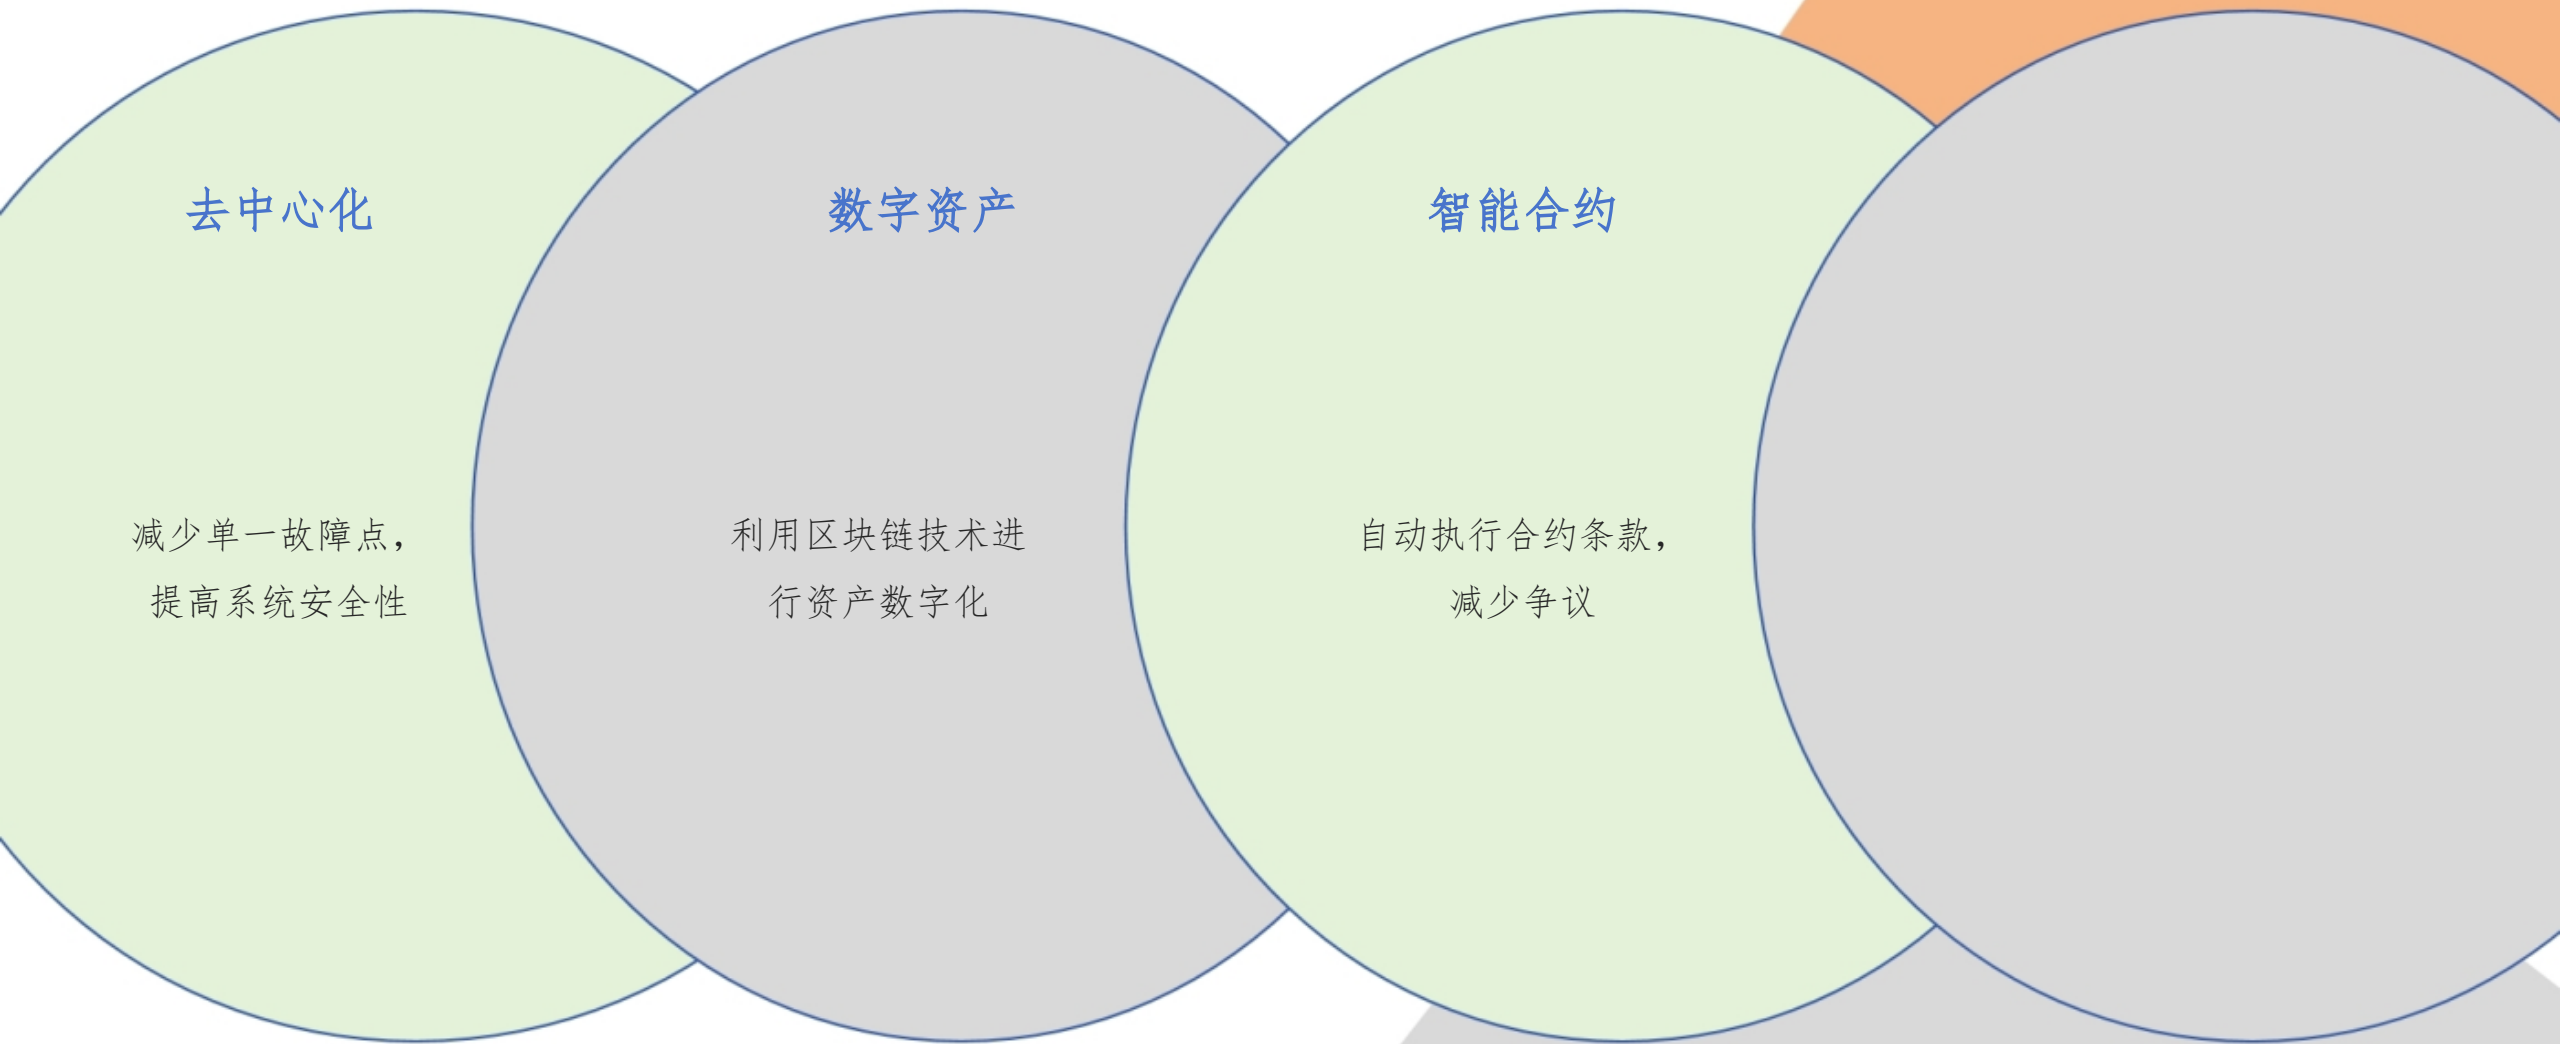 去中心化
减少单一故障点，
提高系统安全性
数字资产
利用区块链技术进
行资产数字化
智能合约
自动执行合约条款，
减少争议